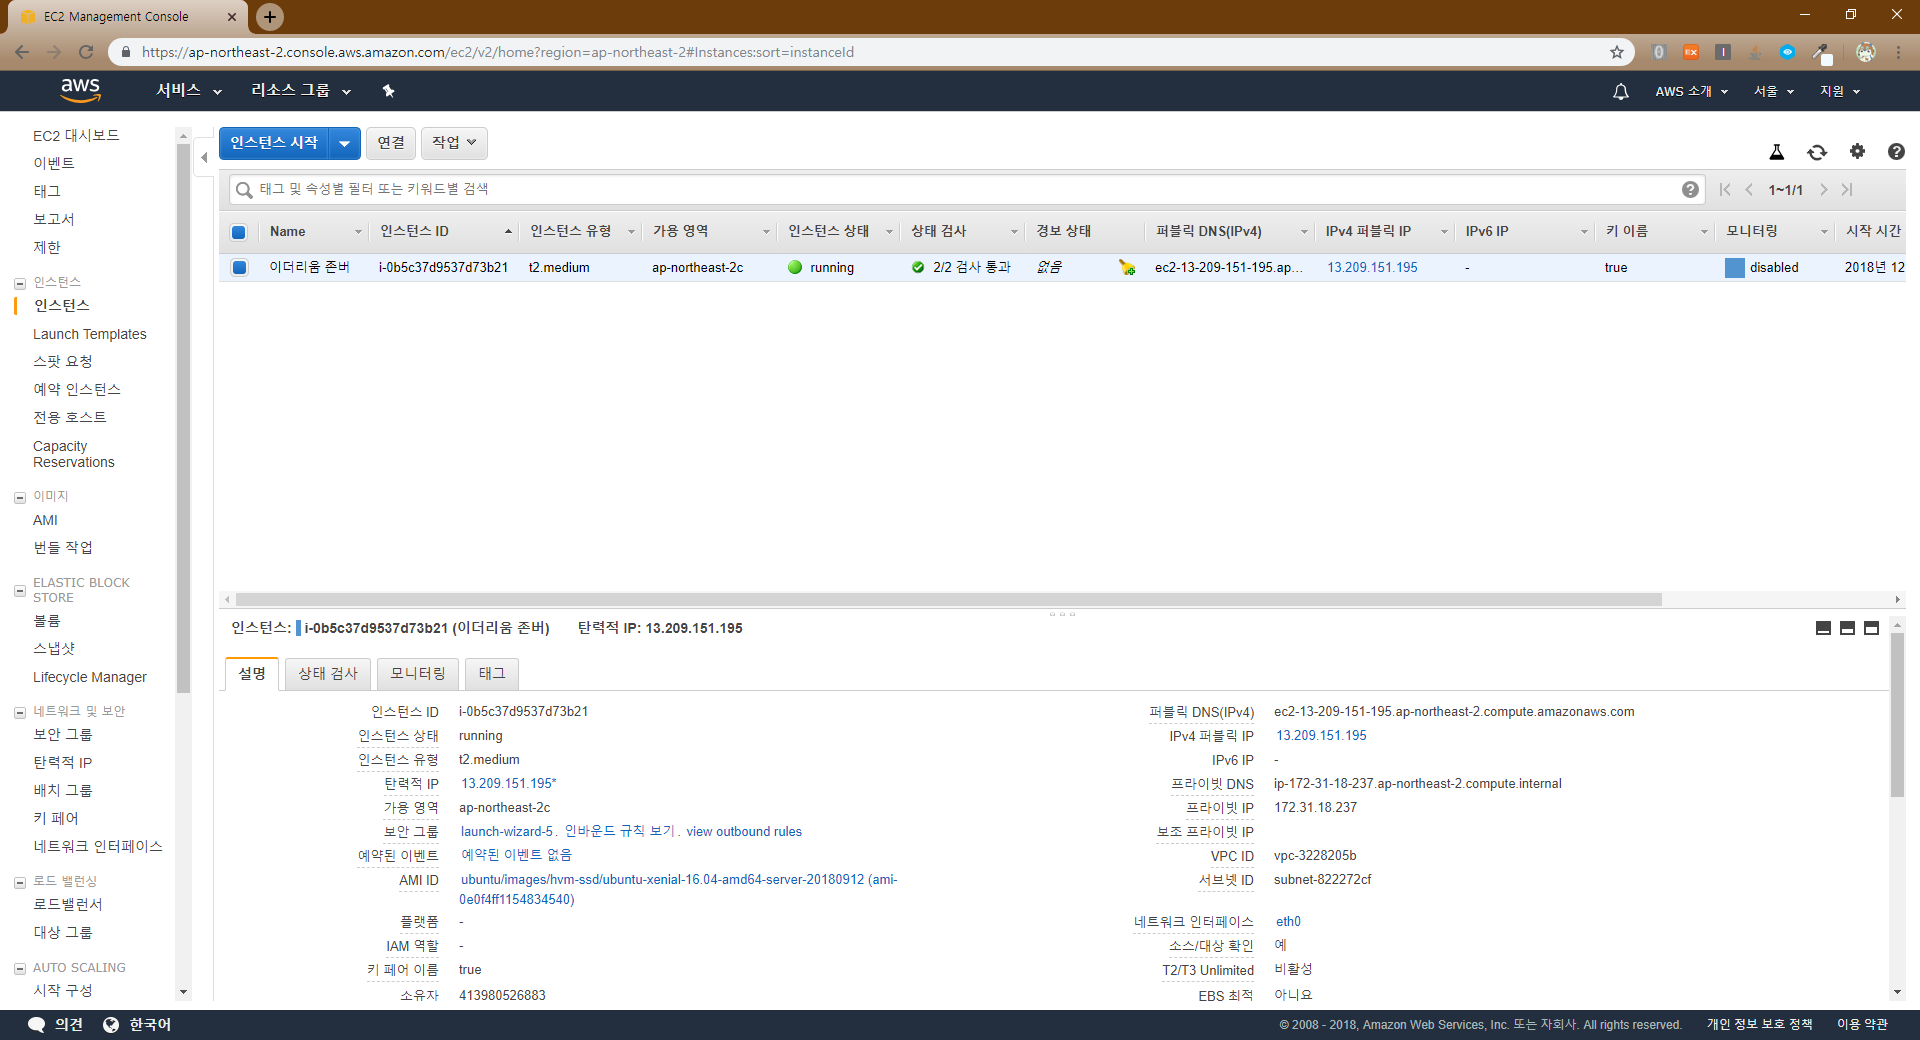 EC2 Management Console
https://ap-northeast-2.console.aws.amazon.com/ec2/v2/home?region=ap-northeast-2#Instances:sort=instanceId
aws 서비스 리소스 그룹 AWS 소개 서울 지원
EC2 대시보드
이벤트
태그
보고서
제한
인스턴스
인스턴스
Launch Templates
스팟 요청
예약 인스턴스
전용 호스트
Capacity
Reservations
이미지
AMI
번들 작업
ELASTIC BLOCK
STORE
볼륨
스냅샷
Lifecycle Manager
네트워크 및 보안
보안 그룹
탄력적 IP
배치 그룹
키 페어
네트워크 인터페이스
로드 밸런싱
로드밸런서
대상 그룹
AUTO SCALING
시작 구성
인스턴스 시작 연결 작업
태그 및 속성별 필터 또는 키워드별 검색 1~1/1
Name 인스턴스 ID 인스턴스 유형 가용 영역 인스턴스 상태 상태 검사 경보 상태 퍼블릭 DNS(IPv4) IPv4 퍼블릭 IP IPv6 IP 키 이름 모니터링 시작 시간
이더리움 존버 i-0b5c37d9537d73b21 t2.medium ap-northeast-2c running 2/2 검사 통과 없음 ec2-13-209-151-195.ap... 13.209.151.195 - true disabled 2018년 12
인스턴스: i-0b5c37d9537d73b21 (이더리움 존버) 탄력적 IP: 13.209.151.195
설명 상태 검사 모니터링 태그
인스턴스 ID i-0b5c37d9537d73b21
인스턴스 상태 running
인스턴스 유형 t2.medium
탄력적 IP 13.209.151.195*
가용 영역 ap-northeast-2c
보안 그룹 launch-wizard-5. 인바운드 규칙 보기. view outbound rules
예약된 이벤트 예약된 이벤트 없음
AMI ID ubuntu/images/hvm-ssd/ubuntu-xenial-16.04-amd64-server-20180912 (ami-
0e0f4ff1154834540)
플랫폼 -
IAM 역할 -
키 페어 이름 true
소유자 413980526883
퍼블릭 DNS(IPv4) ec2-13-209-151-195.ap-northeast-2.compute.amazonaws.com
IPv4 퍼블릭 IP 13.209.151.195
IPv6 IP -
프라이빗 DNS ip-172-31-18-237.ap-northeast-2.compute.internal
프라이빗 IP 172.31.18.237
보조 프라이빗 IP
VPC ID vpc-3228205b
서브넷 ID subnet-822272cf
네트워크 인터페이스 eth0
소스/대상 확인 예
T2/T3 Unlimited 비활성
EBS 최적 아니요
의견 한국어 © 2008 - 2018, Amazon Web Services, Inc. 또는 자회사. All rights reserved. 개인 정보 보호 정책 이용 약관